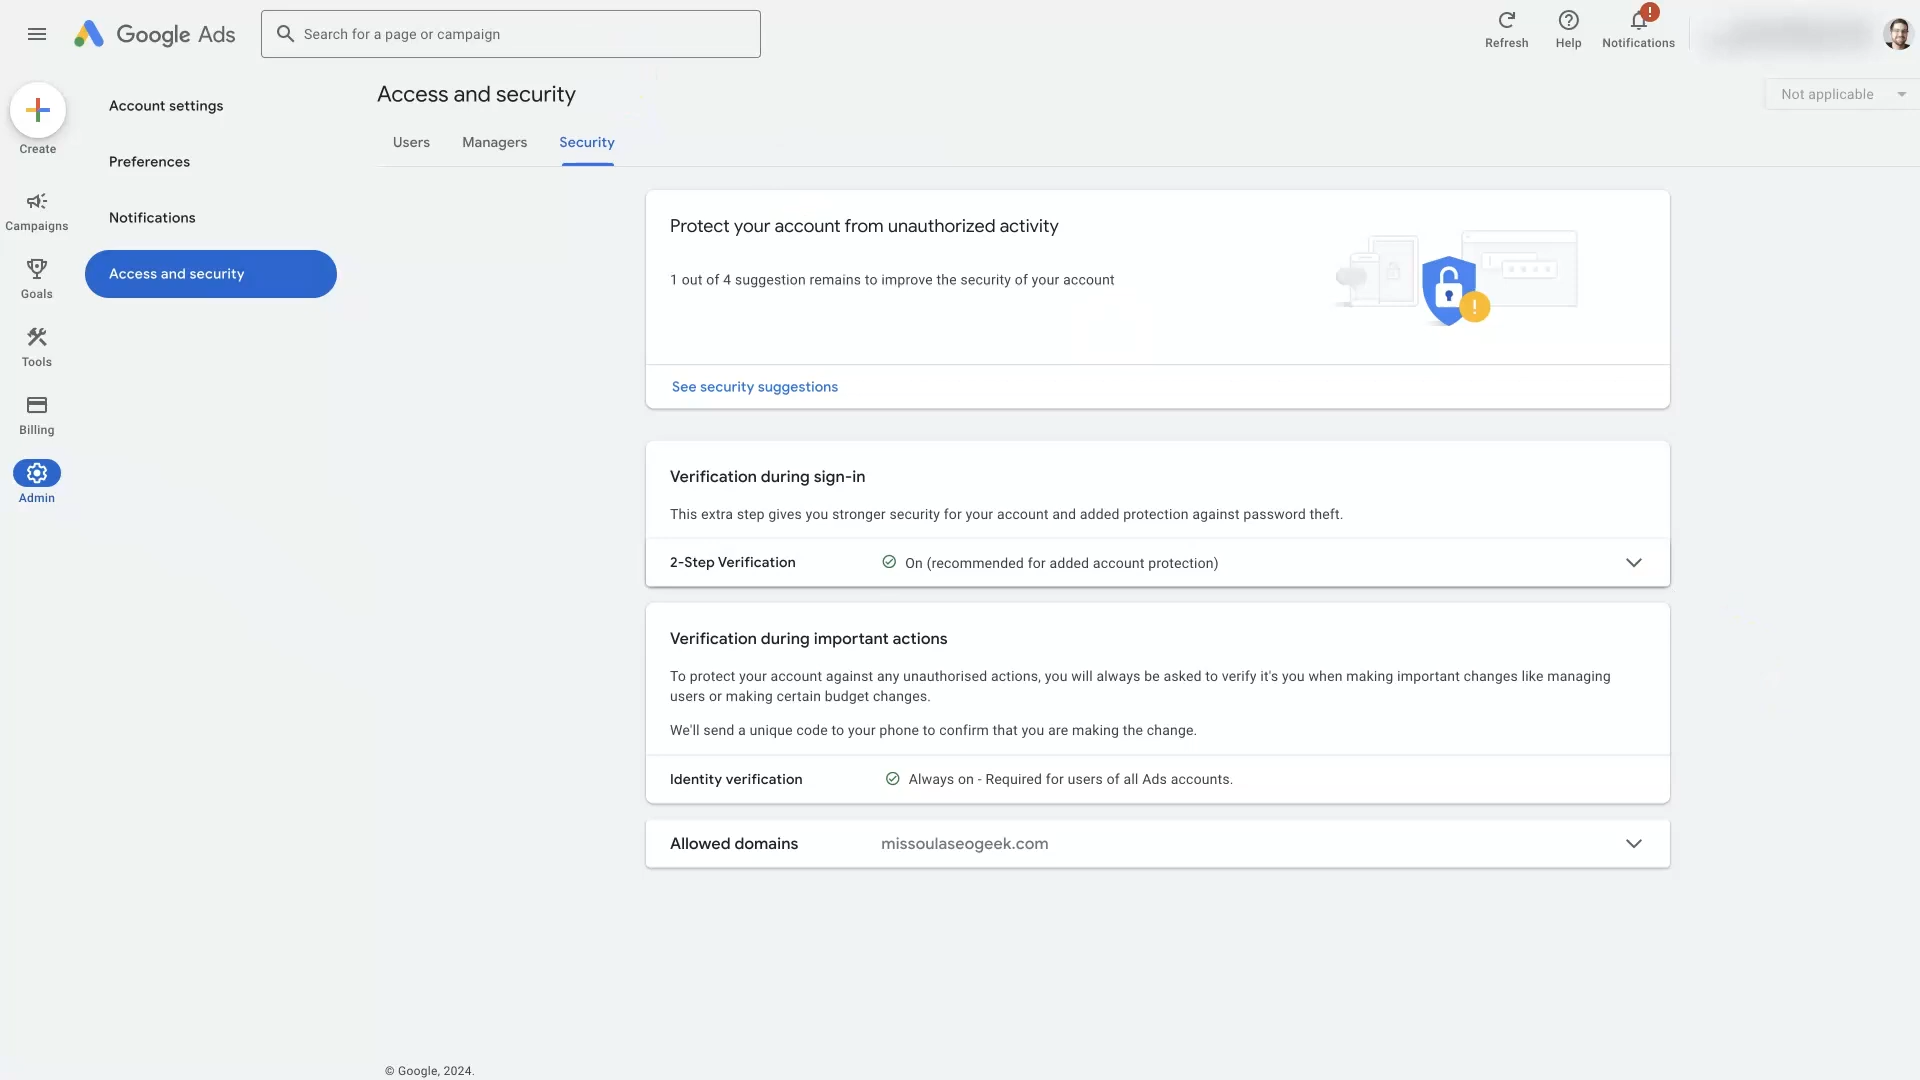 Google Ads
Search for a page or campaign
Refresh
Help
Notifications
!
Create
Campaigns
Goals
Tools
Billing
Admin
Account settings
Preferences
Notifications
Access and security
Access and security
Not applicable
Users
Managers
Security
Protect your account from unauthorized activity
1 out of 4 suggestion remains to improve the security of your account
!
See security suggestions
Verification during sign-in
This extra step gives you stronger security for your account and added protection against password theft.
2-Step Verification
On (recommended for added account protection)
Verification during important actions
To protect your account against any unauthorised actions, you will always be asked to verify it's you when making important changes like managing
users or making certain budget changes.
We'll send a unique code to your phone to confirm that you are making the change.
Identity verification
Always on - Required for users of all Ads accounts.
Allowed domains
missoulaseogeek.com
© Google, 2024.